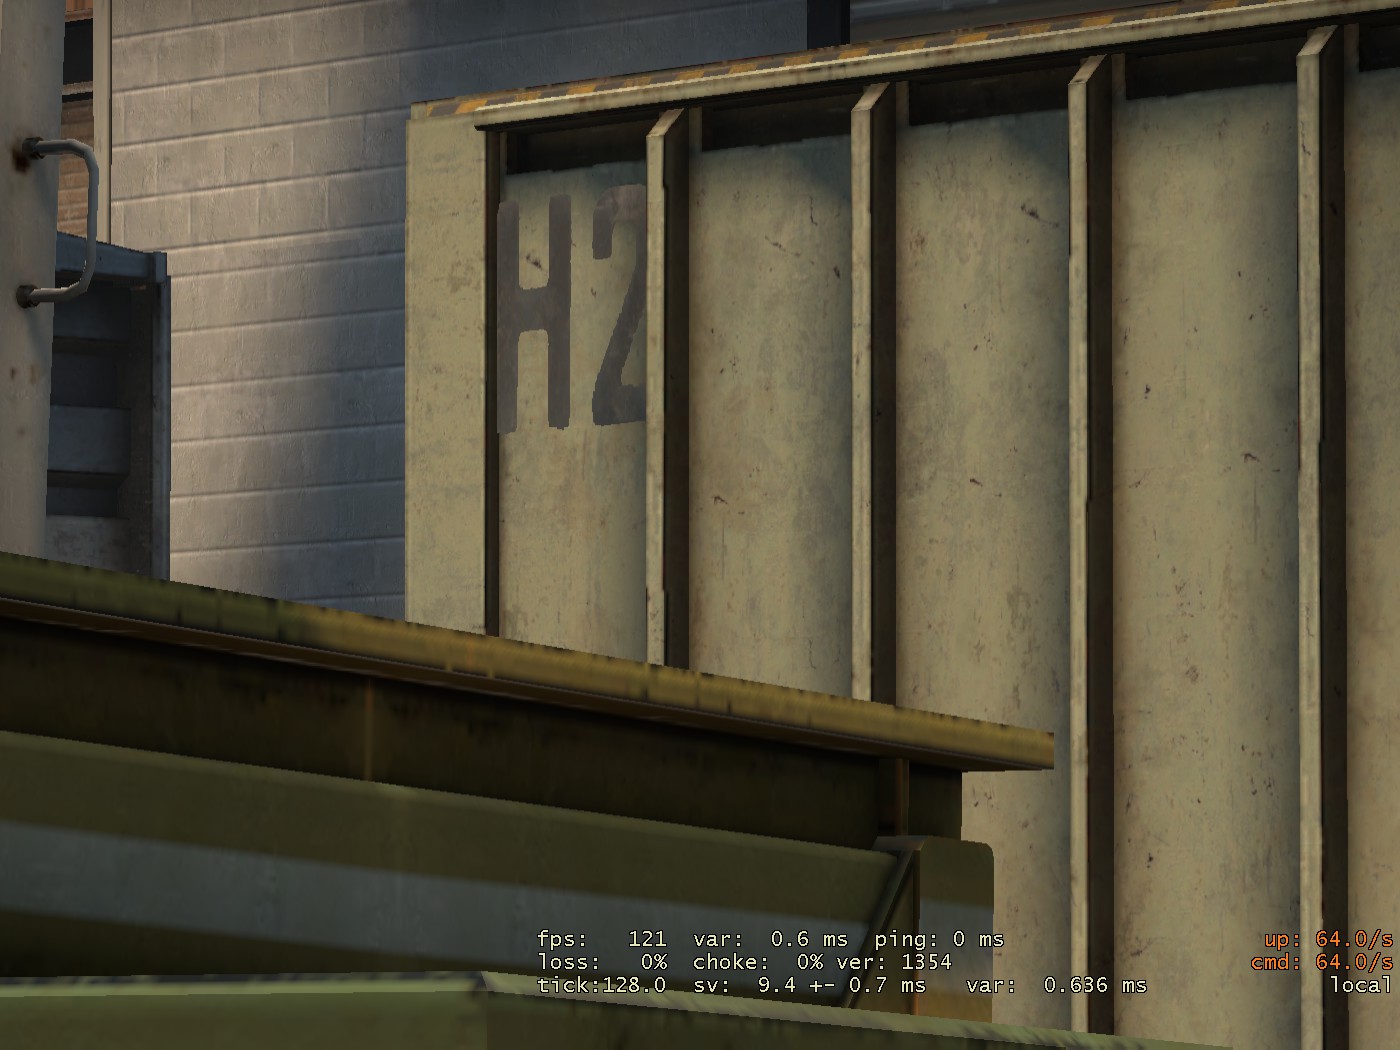 H2
fps: 121 var: 0.6 ms ping: 0 ms
loss: 0% choke: 0% ver: 1354
tick:128.0 sv: 9.4 +- 0.7 ms var: 0.636 ms
up: 64.0/s
cmd: 64.0/s
local